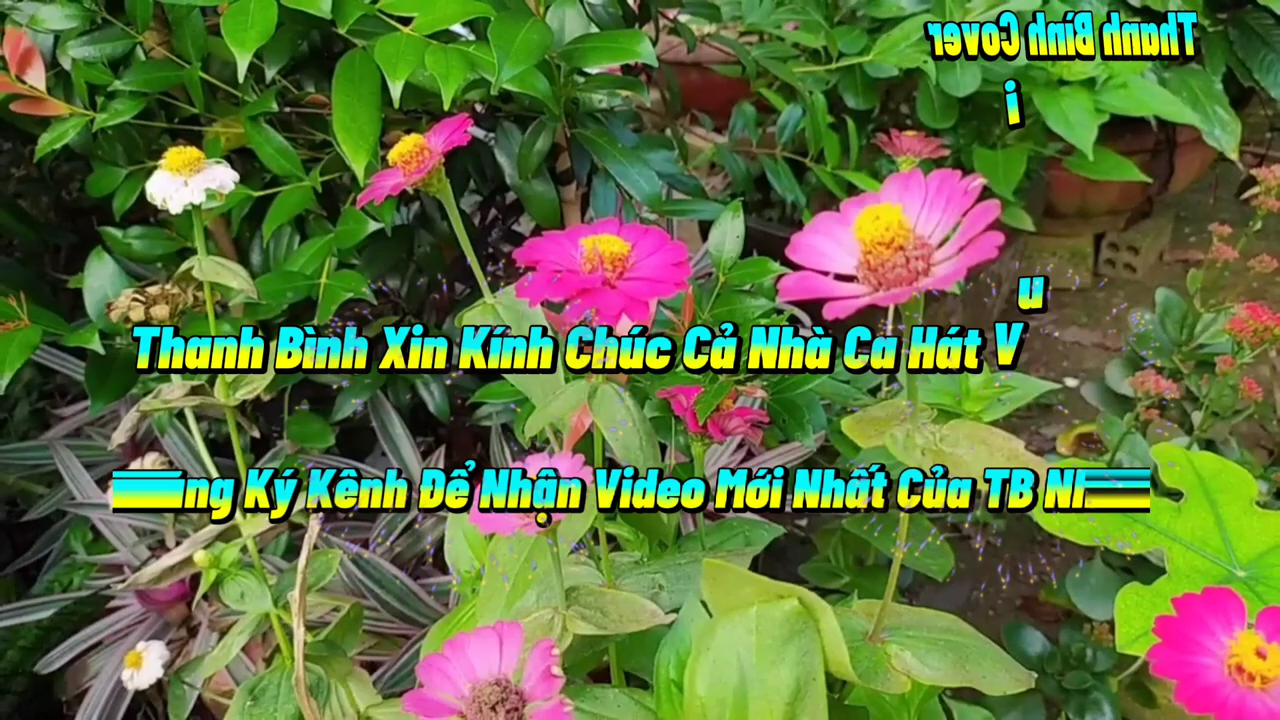 Thanh Bình Cover
i
u
Thanh Bình Xin Kính Chúc Cả Nhà Ca Hát V
ng Ký Kênh Để Nhận Video Mới Nhất Của TB